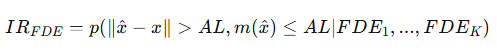 IR_{FDE} = p(‖x̂ − x‖ > AL, m(x̂) ≤ AL|FDE_1, ..., FDE_K)